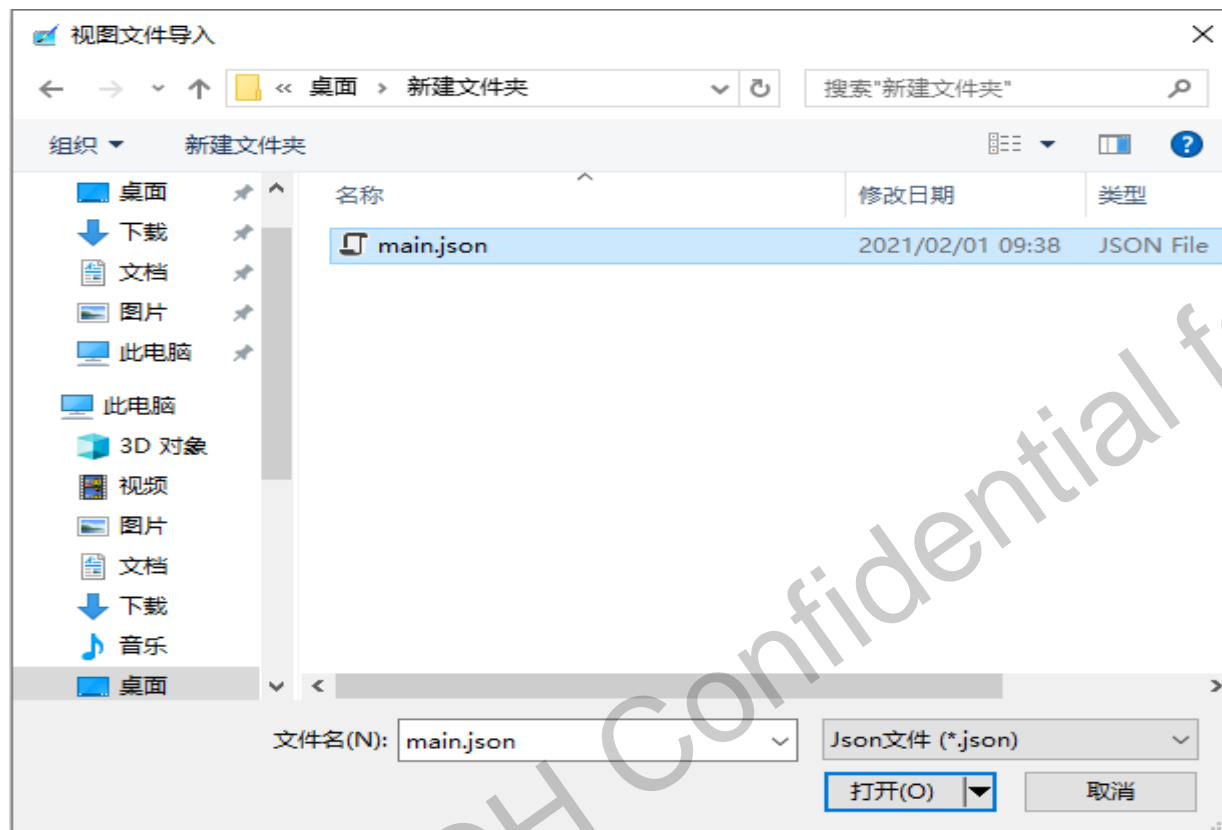 视图文件导入
« 桌面 > 新建文件夹
搜索"新建文件夹"
组织 新建文件夹
名称 修改日期 类型
main.json 2021/02/01 09:38 JSON File
桌面
下载
文档
图片
此电脑
此电脑
3D 对象
视频
图片
文档
下载
音乐
桌面
文件名(N): main.json Json文件 (*.json)
打开(O) 取消
Confidential